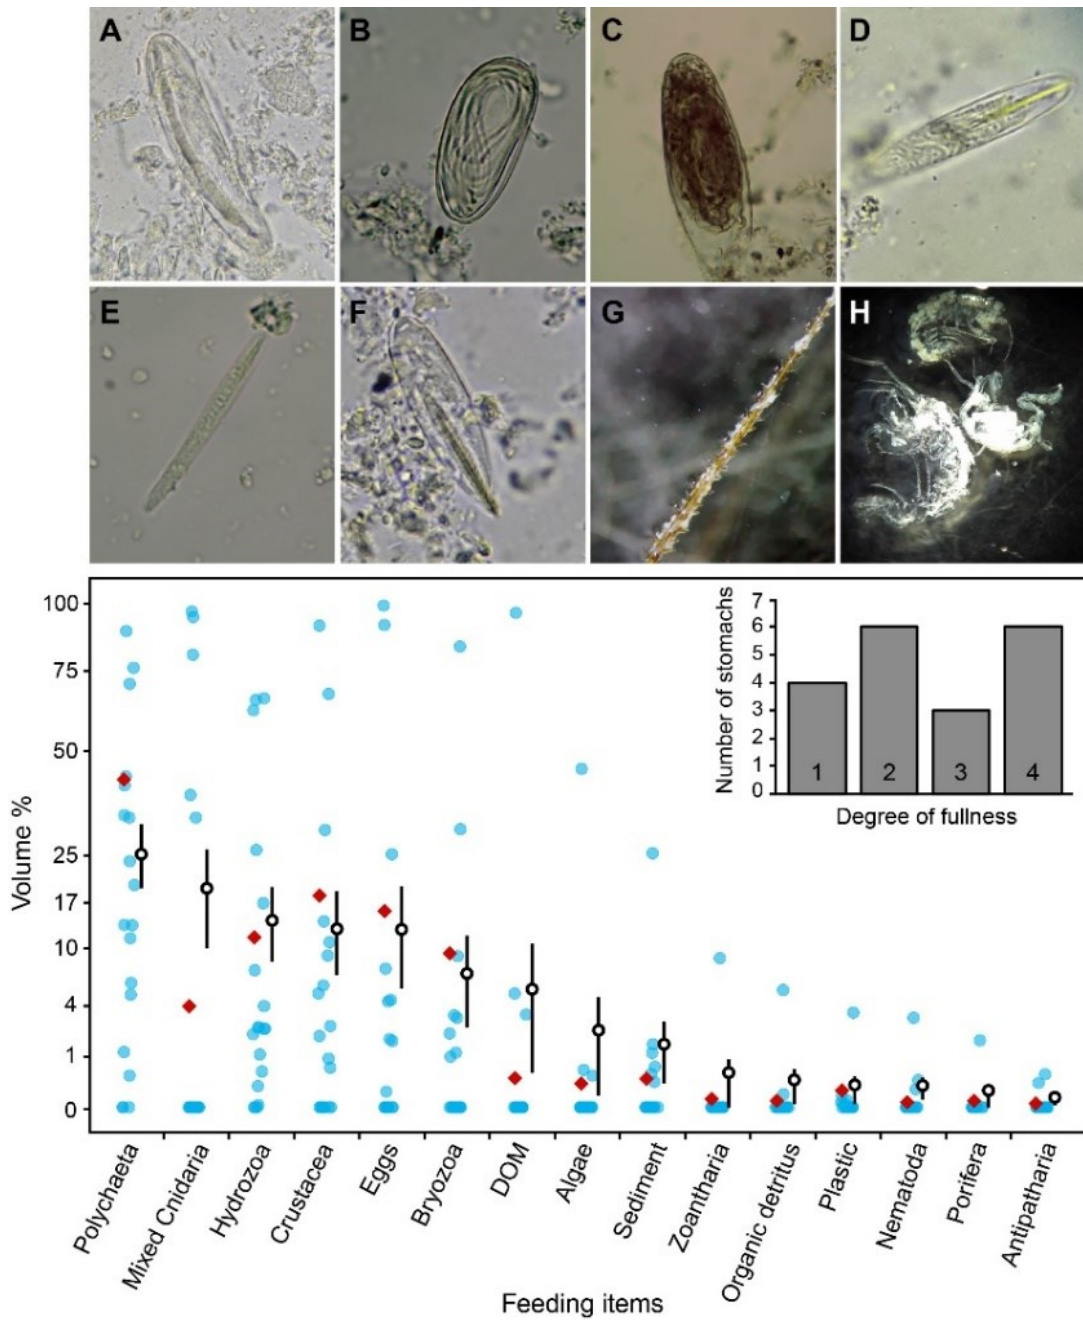 A
B
C
D
E
F
G
H
100
75
50
25
17
10
4
1
0
Volume %
7
6
5
4
3
2
1
0
Number of stomachs
1
2
3
4
Degree of fullness
Polychaeta
Mixed Cnidaria
Hydrozoa
Crustacea
Eggs
Bryozoa
DOM
Algae
Sediment
Zoantharia
Organic detritus
Plastic
Nematoda
Porifera
Antipatharia
Feeding items